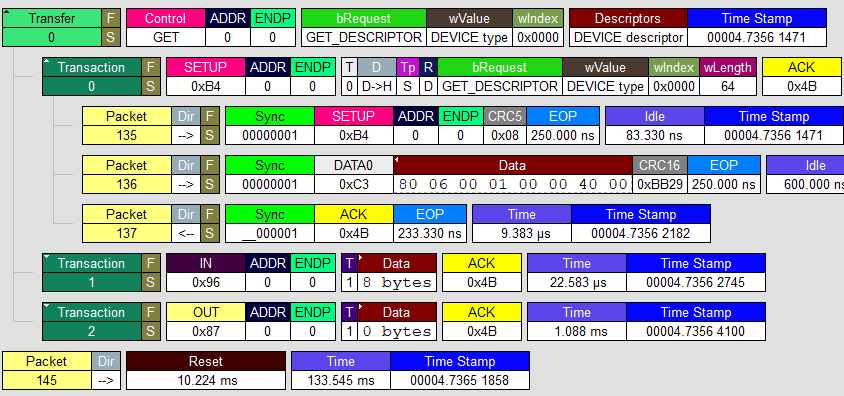 Transfer F Control ADDR ENDP bRequest wValue wIndex Descriptors Time Stamp
0 S GET 0 0 GET_DESCRIPTOR DEVICE type 0x0000 DEVICE descriptor 00004.7356 1471
Transaction F SETUP ADDR ENDP T D Tp R bRequest wValue wIndex wLength ACK
0 S 0xB4 0 0 0 D->H S D GET_DESCRIPTOR DEVICE type 0x0000 64 0x4B
Packet Dir F Sync SETUP ADDR ENDP CRC5 EOP Idle Time Stamp
135 --> S 00000001 0xB4 0 0 0x08 250.000 ns 83.330 ns 00004.7356 1471
Packet Dir F Sync DATA0 Data CRC16 EOP Idle
136 --> S 00000001 0xC3 80 06 00 01 00 00 40 00 0xBB29 250.000 ns 600.000 ns
Packet Dir F Sync ACK EOP Time Time Stamp
137 <-- S __000001 0x4B 233.330 ns 9.383 µs 00004.7356 2182
Transaction F IN ADDR ENDP T Data ACK Time Time Stamp
1 S 0x96 0 0 1 8 bytes 0x4B 22.583 µs 00004.7356 2745
Transaction F OUT ADDR ENDP T Data ACK Time Time Stamp
2 S 0x87 0 0 1 0 bytes 0x4B 1.088 ms 00004.7356 4100
Packet Dir Reset Time Time Stamp
145 --> 10.224 ms 133.545 ms 00004.7365 1858